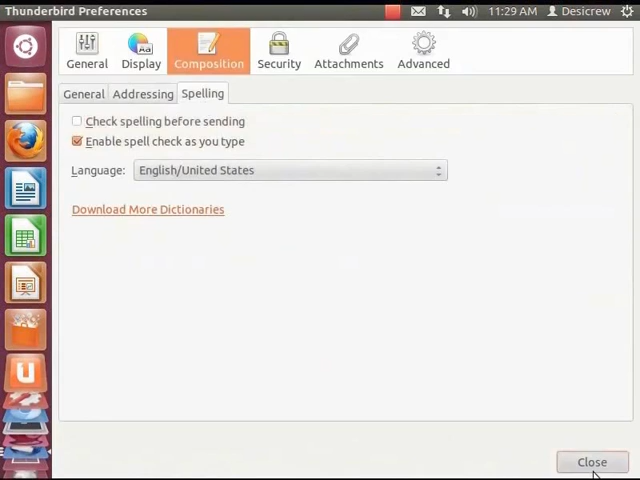 Thunderbird Preferences
11:29 AM
Desicrew
General
Display
Composition
Security
Attachments
Advanced
General
Addressing
Spelling
Check spelling before sending
Enable spell check as you type
Language:
English/United States
Download More Dictionaries
Close